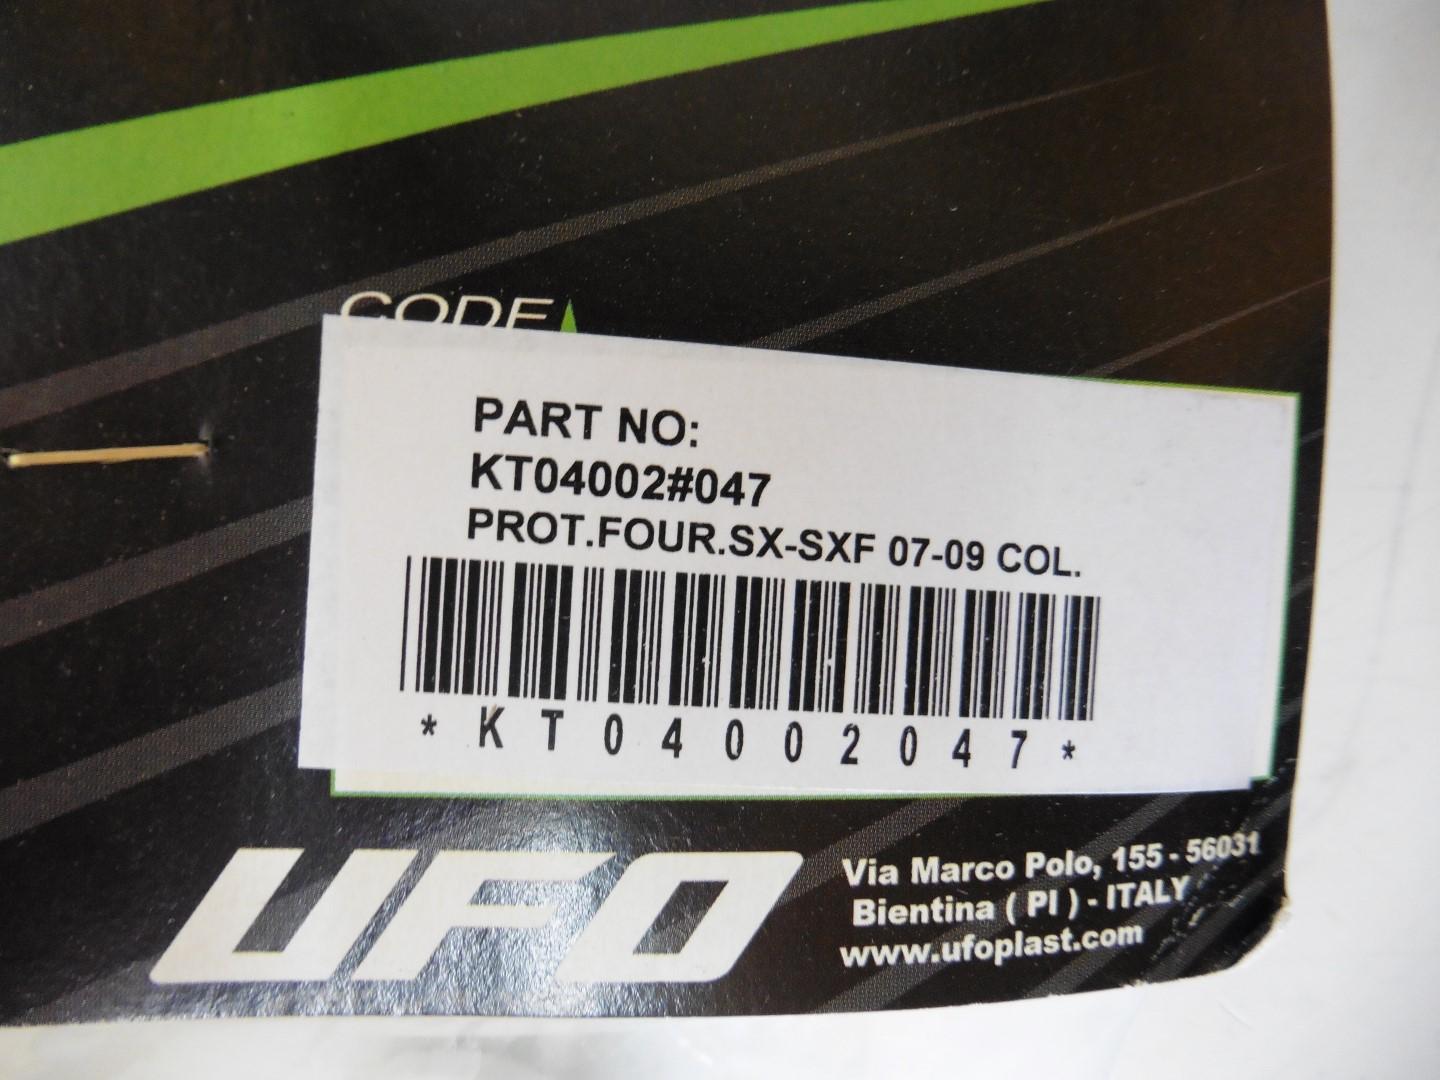 CODE
PART NO:
KT04002#047
PROT.FOUR.SX-SXF 07-09 COL.
*KT04002047*
UFO
Via Marco Polo, 155 - 56031
Bientina ( PI ) - ITALY
www.ufoplast.com